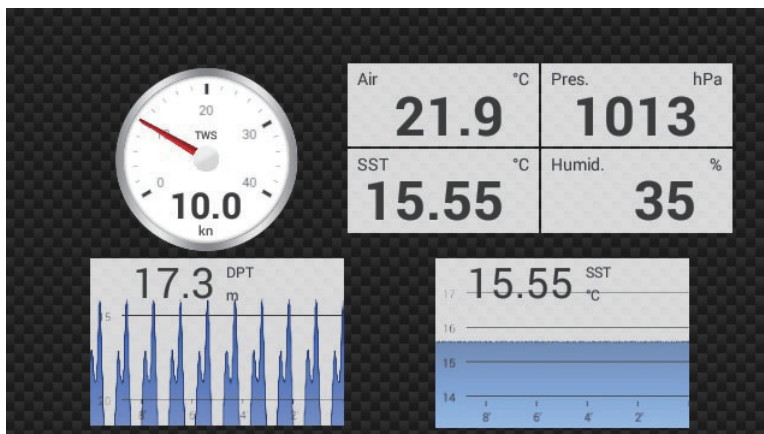 20
10
TWS
30
0
40
10.0
kn
Air °C
21.9
Pres. hPa
1013
SST °C
15.55
Humid. %
35
17.3 DPT
m
15
20
8' 6' 4' 2'
15.55 SST
°C
17
16
15
14
8' 6' 4' 2'